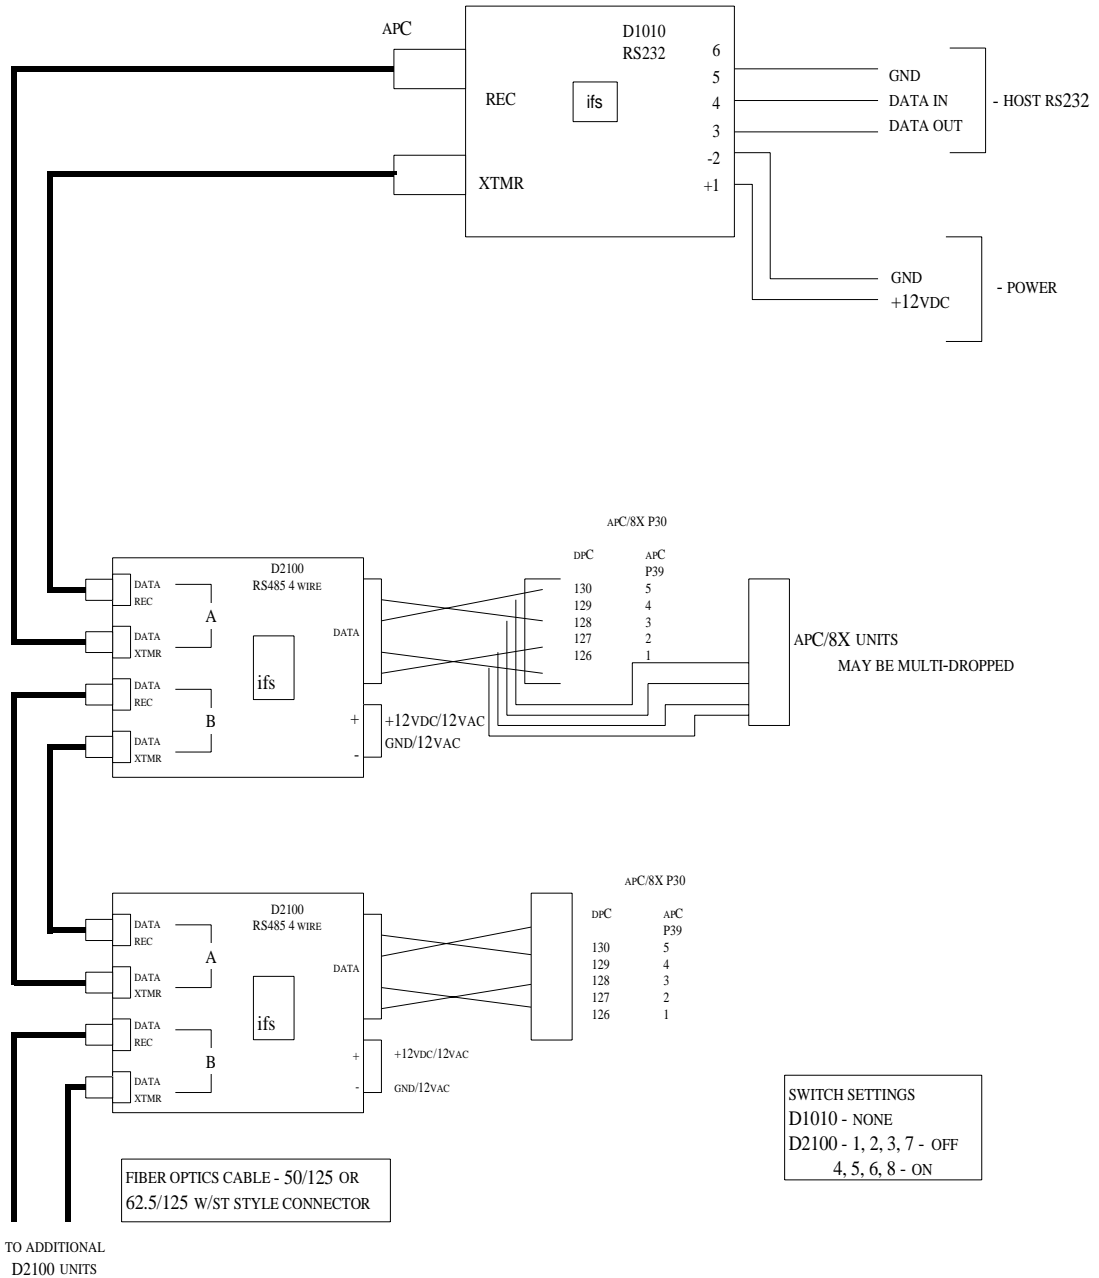 APC
D1010
RS232
6
5
4
3
-2
+1
REC
ifs
XTMR
GND
DATA IN
DATA OUT
- HOST RS232
GND
+12VDC
- POWER
APC/8X P30
DPC APC
P39
130 5
129 4
128 3
127 2
126 1
D2100
RS485 4 WIRE
DATA
REC
A
DATA
XTMR
DATA
REC
B
DATA
XTMR
ifs
DATA
+ +12VDC/12VAC
- GND/12VAC
APC/8X UNITS
MAY BE MULTI-DROPPED
APC/8X P30
DPC APC
P39
130 5
129 4
128 3
127 2
126 1
D2100
RS485 4 WIRE
DATA
REC
A
DATA
XTMR
DATA
REC
B
DATA
XTMR
ifs
DATA
+ +12VDC/12VAC
- GND/12VAC
SWITCH SETTINGS
D1010 - NONE
D2100 - 1, 2, 3, 7 - OFF
4, 5, 6, 8 - ON
FIBER OPTICS CABLE - 50/125 OR
62.5/125 W/ST STYLE CONNECTOR
TO ADDITIONAL
D2100 UNITS